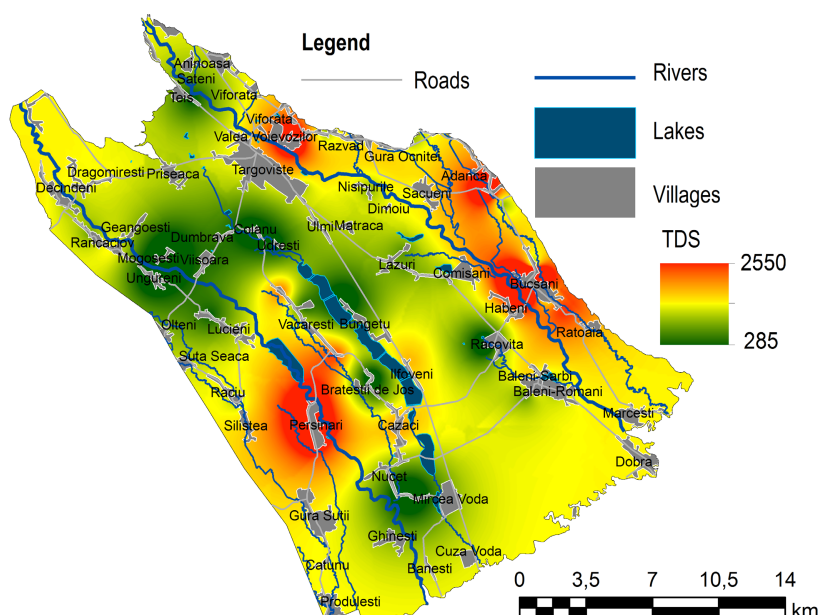 Legend
Roads
Rivers
Lakes
Villages
TDS
2550
285
Aninoasa
Sateni
Teis
Viforata
Viforata
Valea Voievozilor
Razvad
Gura Ocnitei
Adanca
Dragomiresti
Priseaca
Targoviste
Decindeni
Nisipurile
Sacueni
Dimoiu
Geangoesti
Rancaciov
Dumbrava
Colanu
Udresti
Ulmi
Matraca
Mogosesti
Viisoara
Ungureni
Lazuri
Comisani
Bucsani
Habeni
Olteni
Lucieni
Vacaresti
Bungetu
Ratoaia
Racovita
Suta Seaca
Ilfoveni
Baleni-Sarbi
Bratestii de Jos
Baleni-Romani
Raciu
Marcesti
Silistea
Persinari
Cazaci
Dobra
Nucet
Mircea Voda
Gura Sutii
Ghinesti
Cuza Voda
Catunu
Banesti
Produlesti
0 3,5 7 10,5 14
km